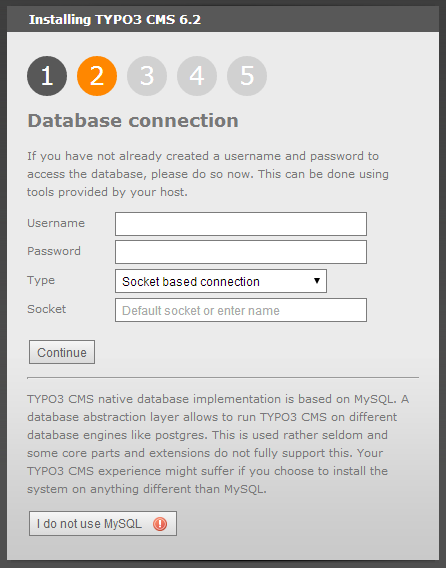 Installing TYPO3 CMS 6.2
1 2 3 4 5
Database connection
If you have not already created a username and password to
access the database, please do so now. This can be done using
tools provided by your host.
Username
Password
Type Socket based connection
Socket Default socket or enter name
Continue
TYPO3 CMS native database implementation is based on MySQL. A
database abstraction layer allows to run TYPO3 CMS on different
database engines like postgres. This is used rather seldom and
some core parts and extensions do not fully support this. Your
TYPO3 CMS experience might suffer if you choose to install the
system on anything different than MySQL.
I do not use MySQL